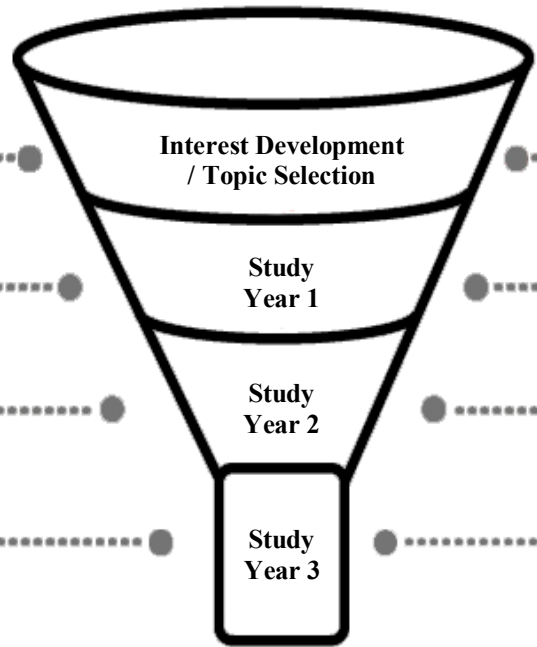 Interest Development
/ Topic Selection
Study
Year 1
Study
Year 2
Study
Year 3